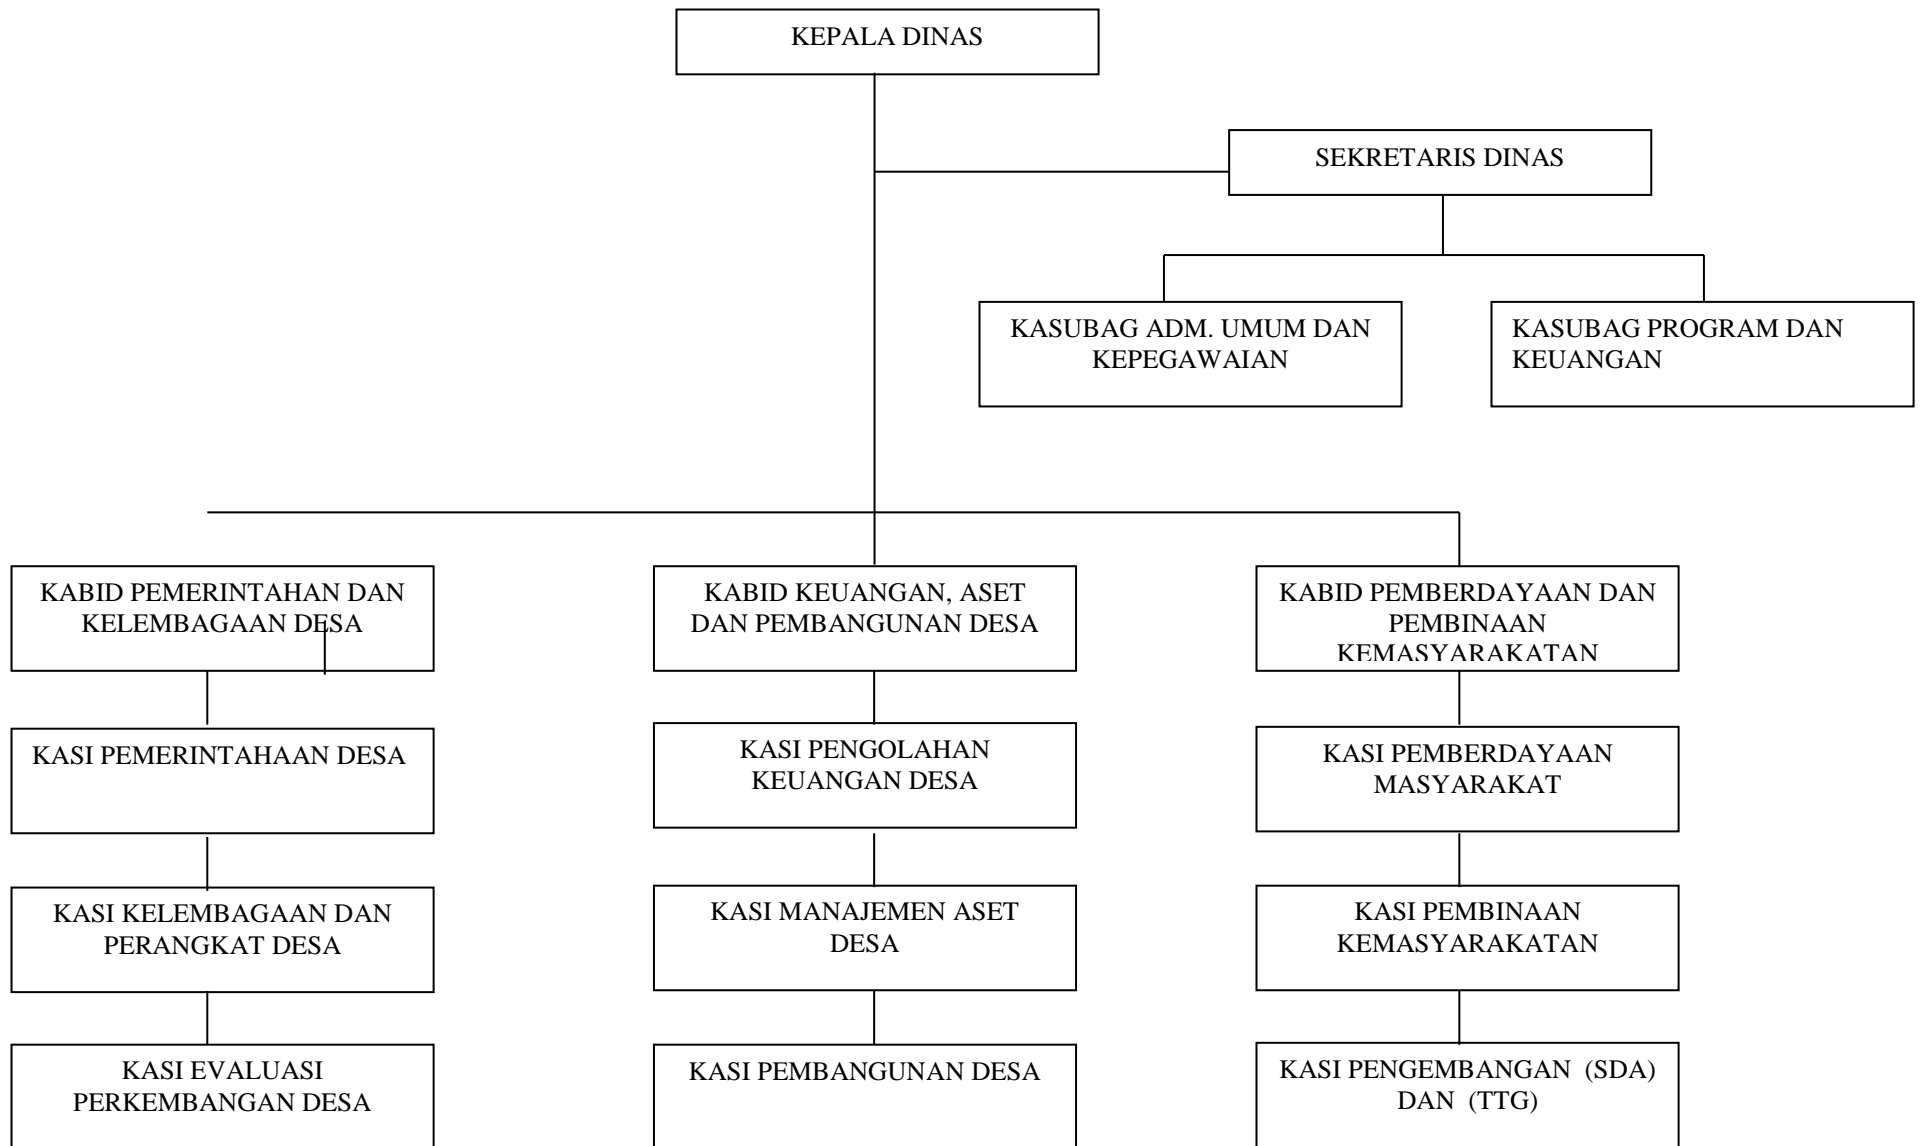 KEPALA DINAS
SEKRETARIS DINAS
KASUBAG ADM. UMUM DAN
KEPEGAWAIAN
KASUBAG PROGRAM DAN
KEUANGAN
KABID PEMERINTAHAN DAN
KELEMBAGAAN DESA
KABID KEUANGAN, ASET
DAN PEMBANGUNAN DESA
KABID PEMBERDAYAAN DAN
PEMBINAAN
KEMASYARAKATAN
KASI PEMERINTAHAAN DESA
KASI PENGOLAHAN
KEUANGAN DESA
KASI PEMBERDAYAAN
MASYARAKAT
KASI KELEMBAGAAN DAN
PERANGKAT DESA
KASI MANAJEMEN ASET
DESA
KASI PEMBINAAN
KEMASYARAKATAN
KASI EVALUASI
PERKEMBANGAN DESA
KASI PEMBANGUNAN DESA
KASI PENGEMBANGAN (SDA)
DAN (TTG)